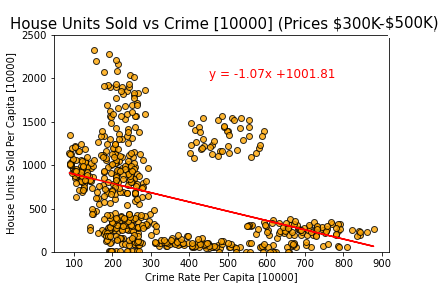 House Units Sold vs Crime [10000] (Prices $300K-$500K)
2500
2000
1500
1000
500
0
House Units Sold Per Capita [10000]
y = -1.07x +1001.81
100 200 300 400 500 600 700 800 900
Crime Rate Per Capita [10000]